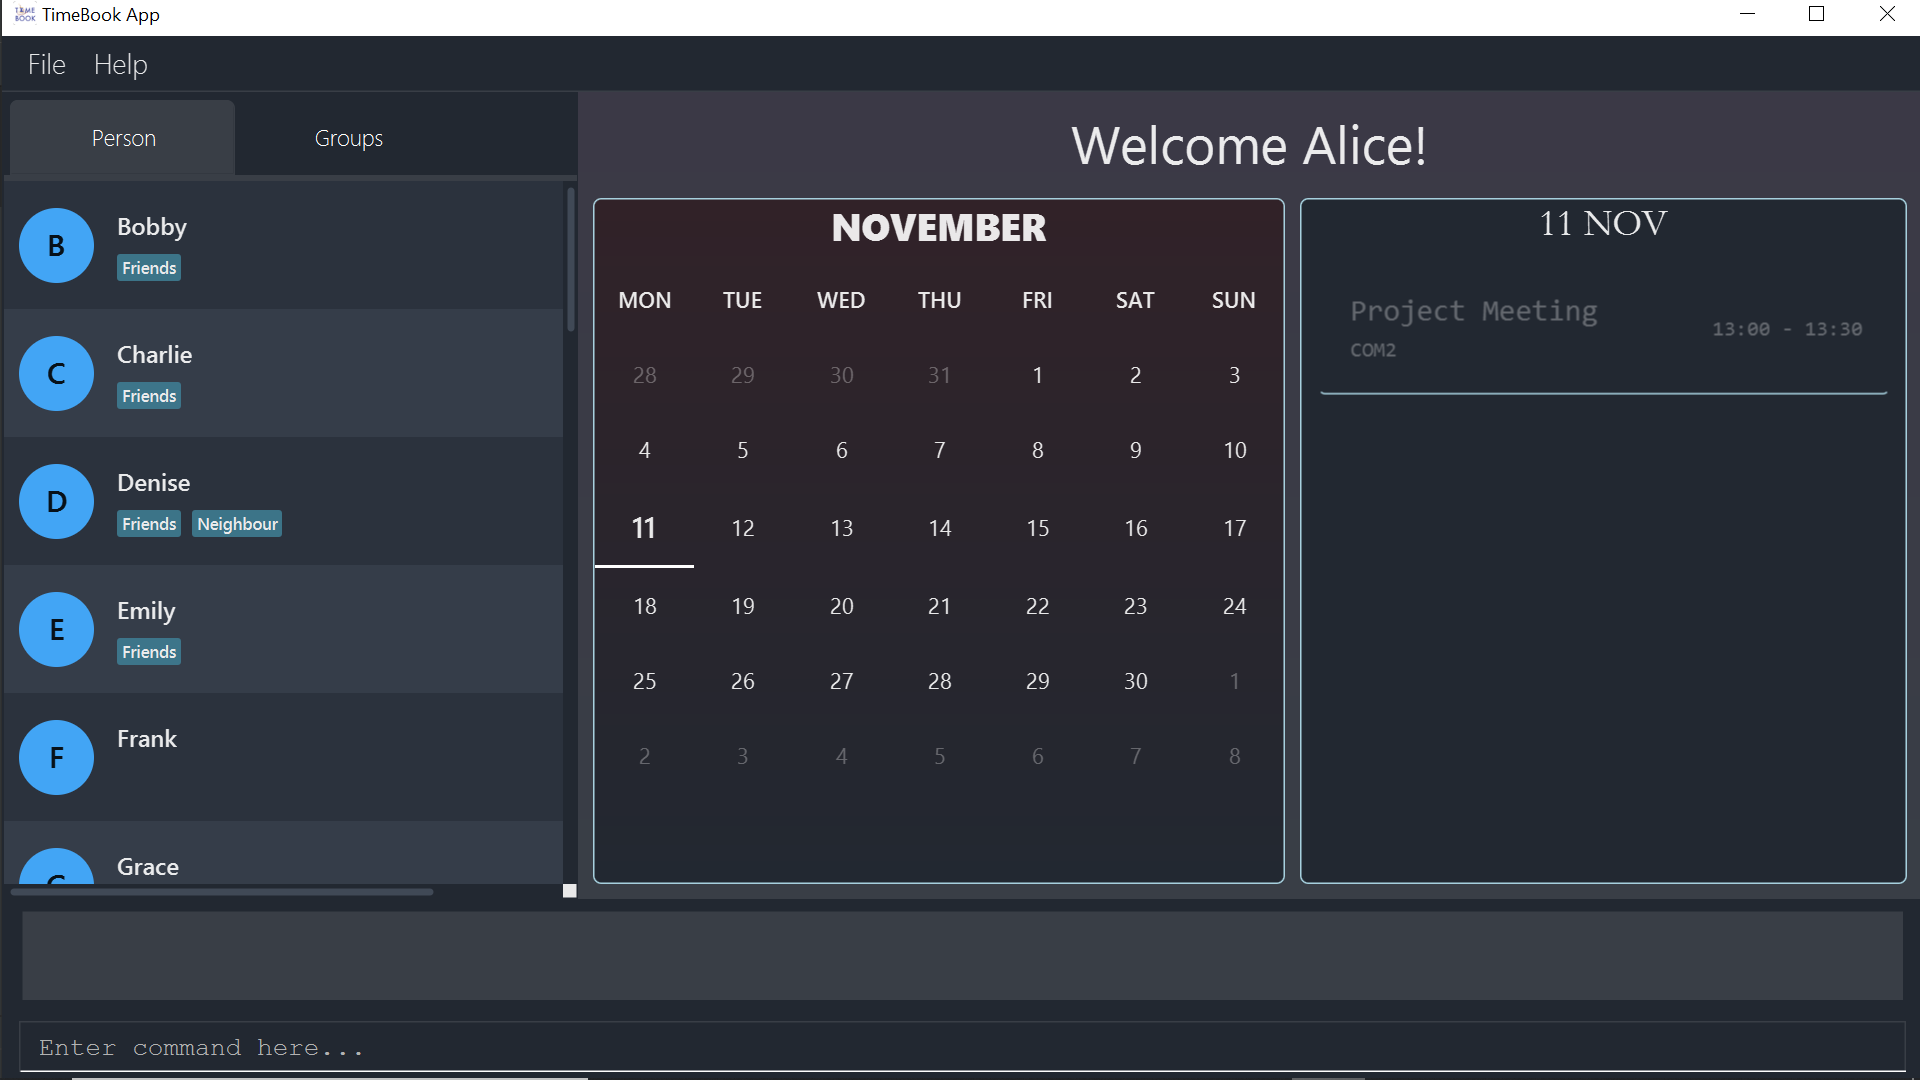 TIME
BOOK
TimeBook App
File Help
Person Groups
B
Bobby
Friends
C
Charlie
Friends
D
Denise
Friends Neighbour
E
Emily
Friends
F
Frank
G
Grace
Welcome Alice!
NOVEMBER
MON TUE WED THU FRI SAT SUN
28 29 30 31 1 2 3
4 5 6 7 8 9 10
11 12 13 14 15 16 17
18 19 20 21 22 23 24
25 26 27 28 29 30 1
2 3 4 5 6 7 8
11 NOV
Project Meeting
COM2
13:00 - 13:30
Enter command here...